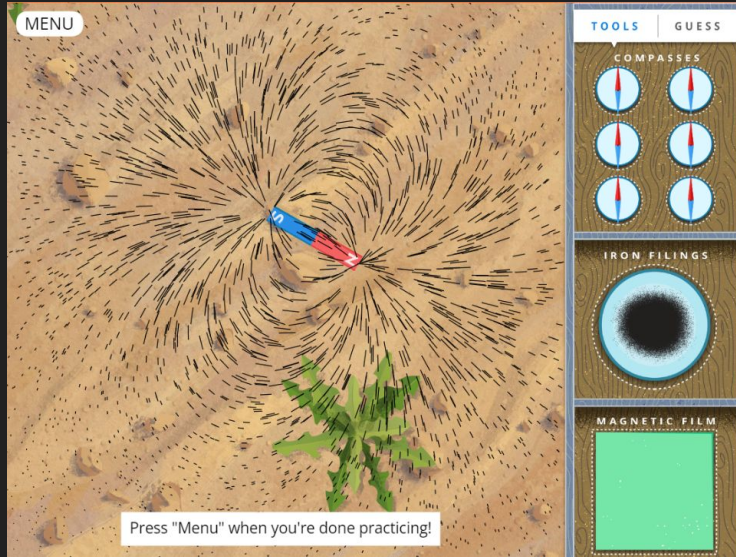 MENU
TOOLS
GUESS
COMPASSES
S
N
IRON FILINGS
MAGNETIC FILM
Press "Menu" when you're done practicing!